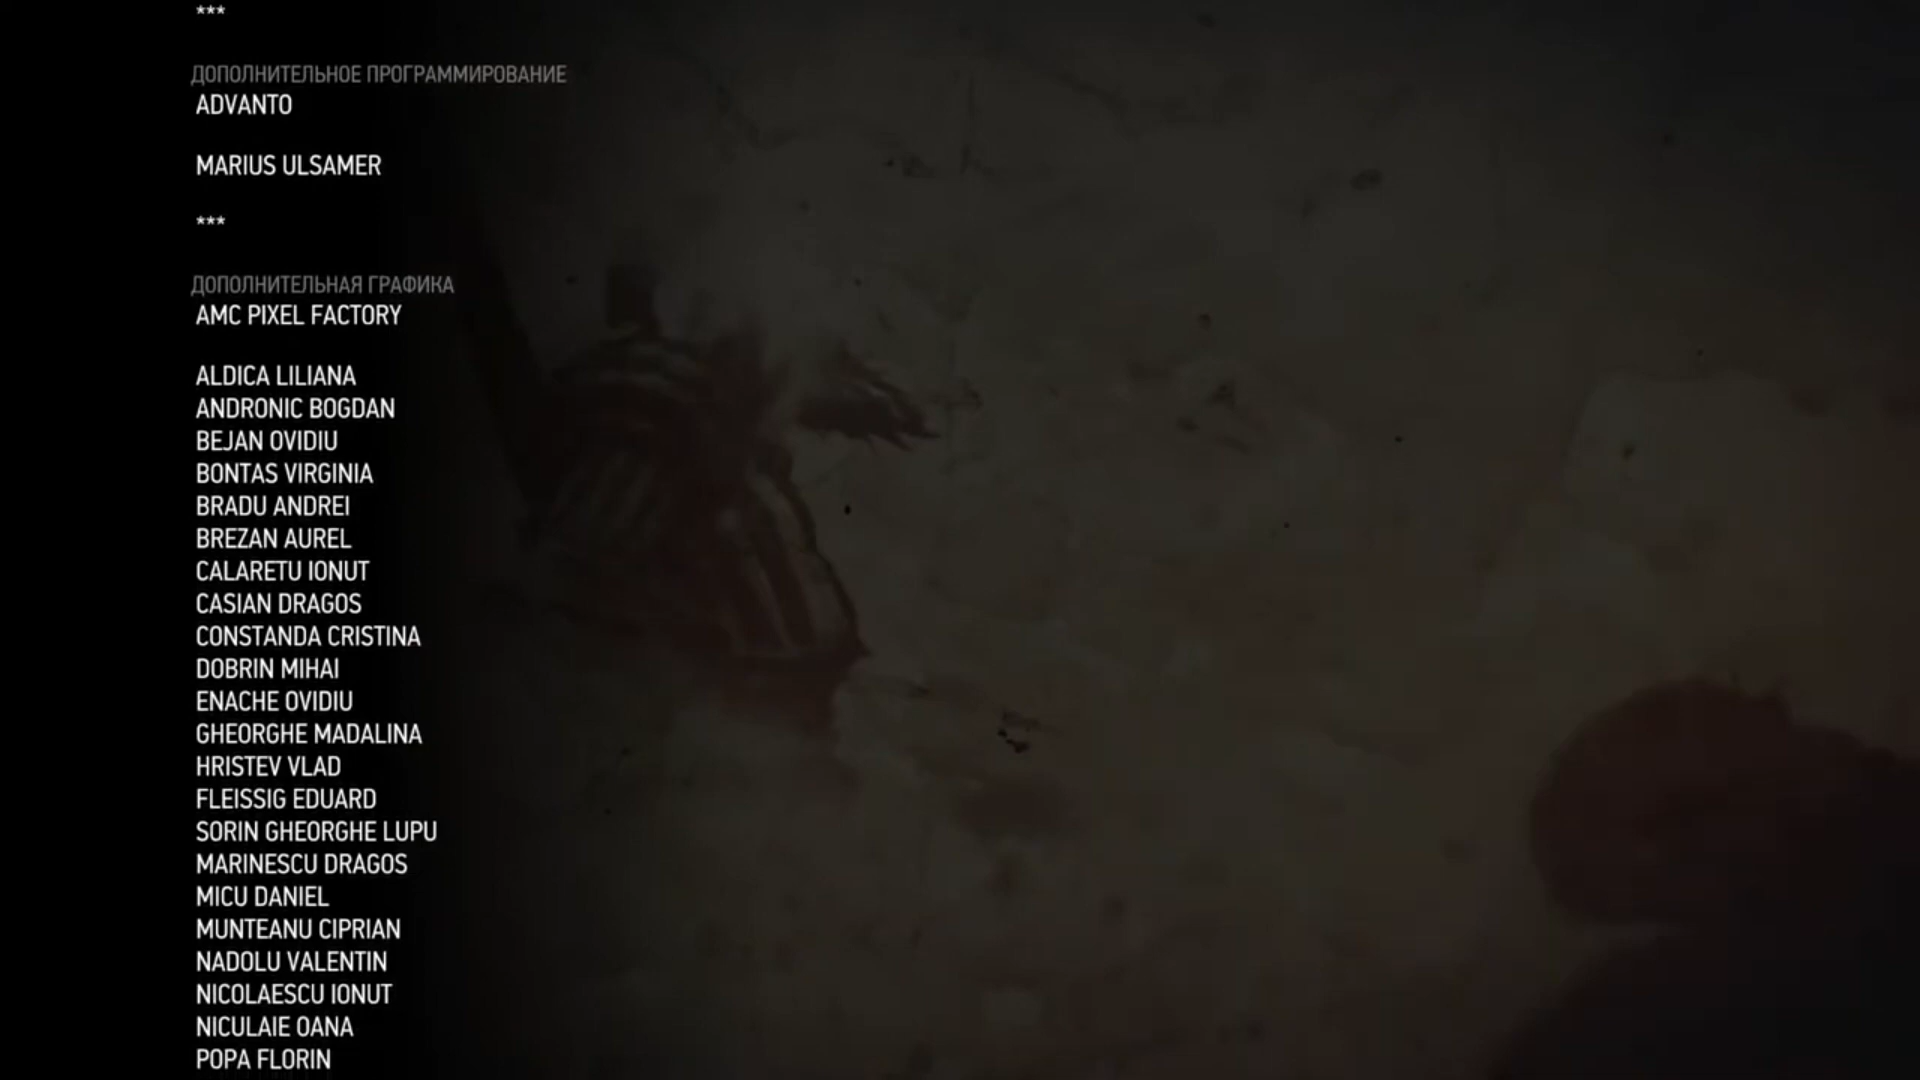 ***
ДОПОЛНИТЕЛЬНОЕ ПРОГРАММИРОВАНИЕ
ADVANTO
MARIUS ULSAMER
***
ДОПОЛНИТЕЛЬНАЯ ГРАФИКА
AMC PIXEL FACTORY
ALDICA LILIANA
ANDRONIC BOGDAN
BEJAN OVIDIU
BONTAS VIRGINIA
BRADU ANDREI
BREZAN AUREL
CALARETU IONUT
CASIAN DRAGOS
CONSTANDA CRISTINA
DOBRIN MIHAI
ENACHE OVIDIU
GHEORGHE MADALINA
HRISTEV VLAD
FLEISSIG EDUARD
SORIN GHEORGHE LUPU
MARINESCU DRAGOS
MICU DANIEL
MUNTEANU CIPRIAN
NADOLU VALENTIN
NICOLAESCU IONUT
NICULAIE OANA
POPA FLORIN